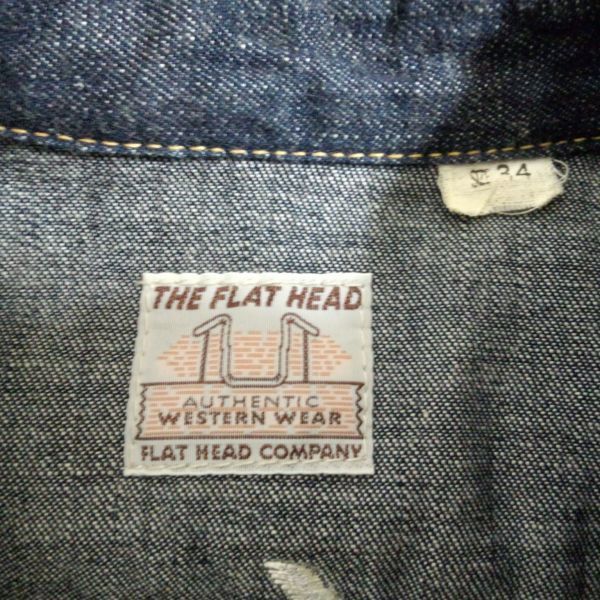 34
THE FLAT HEAD
AUTHENTIC
WESTERN WEAR
FLAT HEAD COMPANY